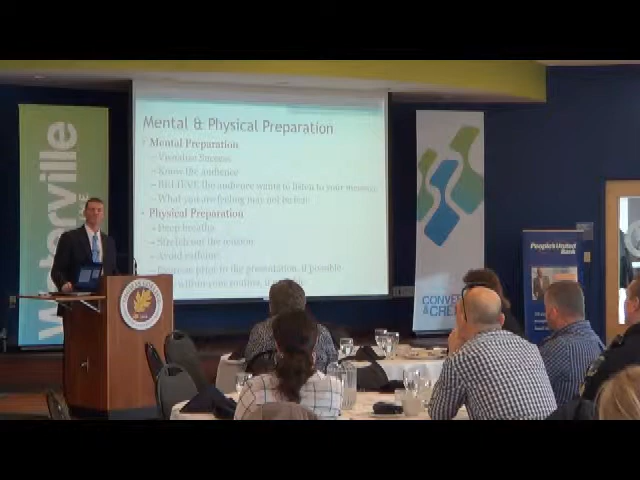 Mental & Physical Preparation
Mental Preparation
– Visualize Success
– Know the audience
– BELIEVE the audience wants to listen to your message
– What you are feeling may not be fear
Physical Preparation
– Deep breaths
– Stretch out the tension
– Avoid caffeine
– Exercise prior to the presentation, if possible
Waterville
People's United
Bank